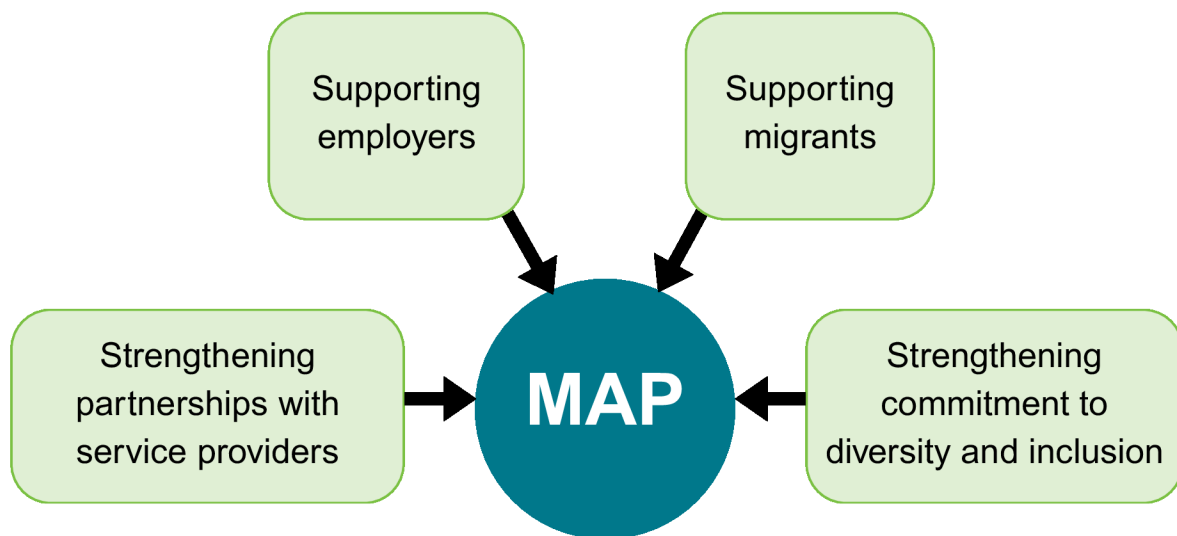 Supporting
employers
Supporting
migrants
Strengthening
partnerships with
service providers
MAP
Strengthening
commitment to
diversity and inclusion